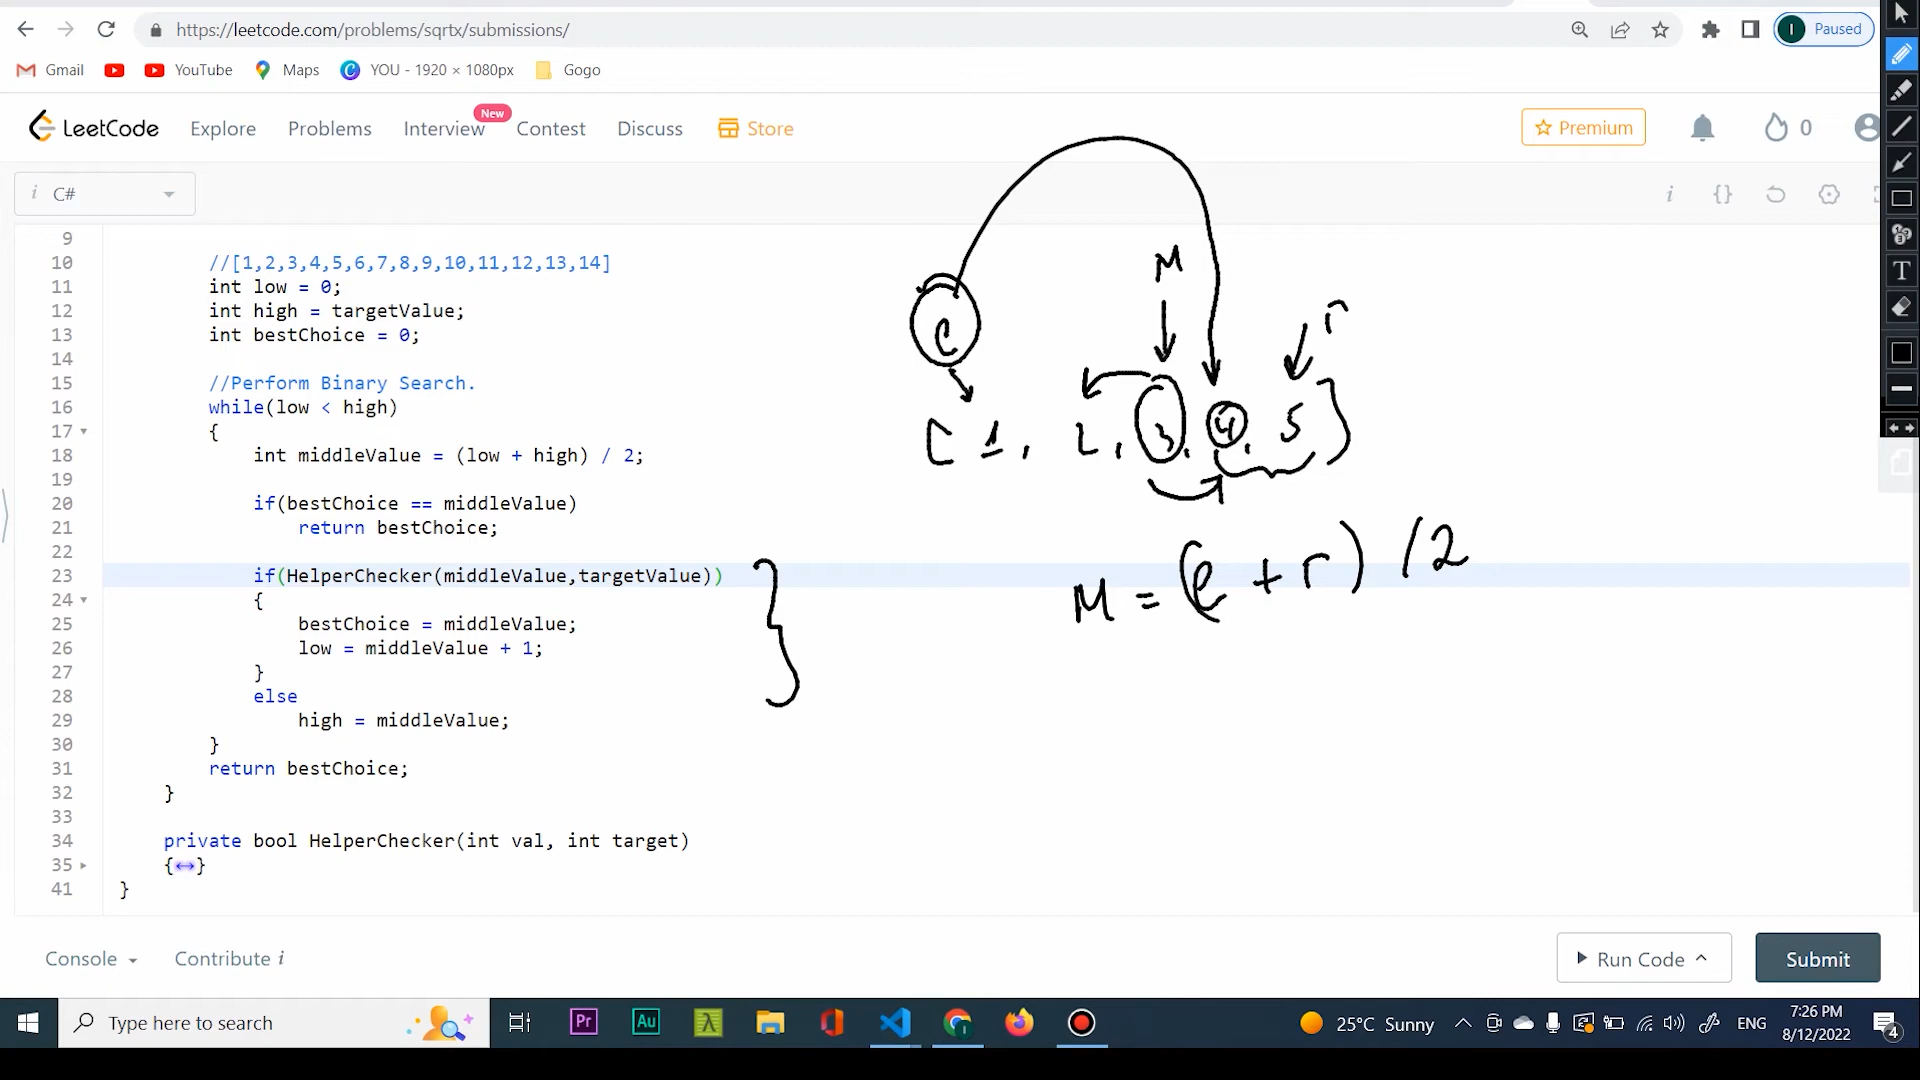 https://leetcode.com/problems/sqrtx/submissions/
Paused
Gmail
YouTube
Maps
YOU - 1920 × 1080px
Gogo
LeetCode
Explore
Problems
Interview
New
Contest
Discuss
Store
Premium
0
i C#
9
10 //[1,2,3,4,5,6,7,8,9,10,11,12,13,14]
11 int low = 0;
12 int high = targetValue;
13 int bestChoice = 0;
14
15 //Perform Binary Search.
16 while(low < high)
17 {
18 int middleValue = (low + high) / 2;
19
20 if(bestChoice == middleValue)
21 return bestChoice;
22
23 if(HelperChecker(middleValue,targetValue))
24 {
25 bestChoice = middleValue;
26 low = middleValue + 1;
27 }
28 else
29 high = middleValue;
30 }
31 return bestChoice;
32 }
33
34 private bool HelperChecker(int val, int target)
35 {↔}
41 }
M
r
[ 1, 2, 3, 4, 5 ]
M = (l + r) / 2
Console
Contribute i
Run Code
Submit
Type here to search
Pr
Au
25°C Sunny
ENG
7:26 PM
8/12/2022
4